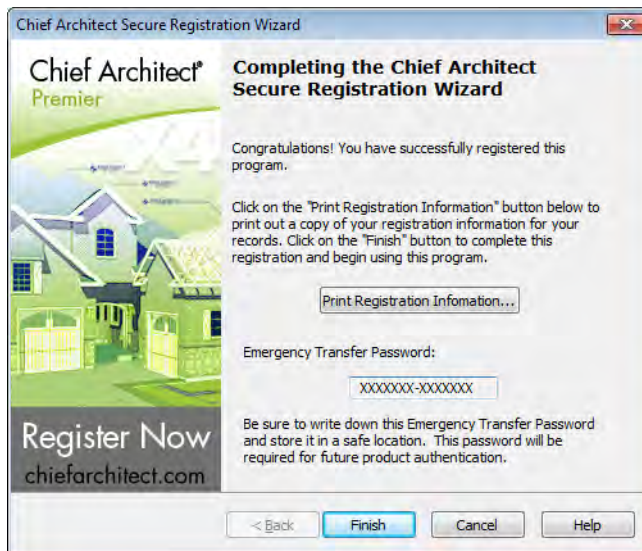 Chief Architect Secure Registration Wizard
Chief Architect®
Premier
X4
Register Now
chiefarchitect.com
Completing the Chief Architect
Secure Registration Wizard
Congratulations! You have successfully registered this
program.
Click on the "Print Registration Information" button below to
print out a copy of your registration information for your
records. Click on the "Finish" button to complete this
registration and begin using this program.
Print Registration Infomation...
Emergency Transfer Password:
XXXXXXX-XXXXXXX
Be sure to write down this Emergency Transfer Password
and store it in a safe location. This password will be
required for future product authentication.
< Back
Finish
Cancel
Help